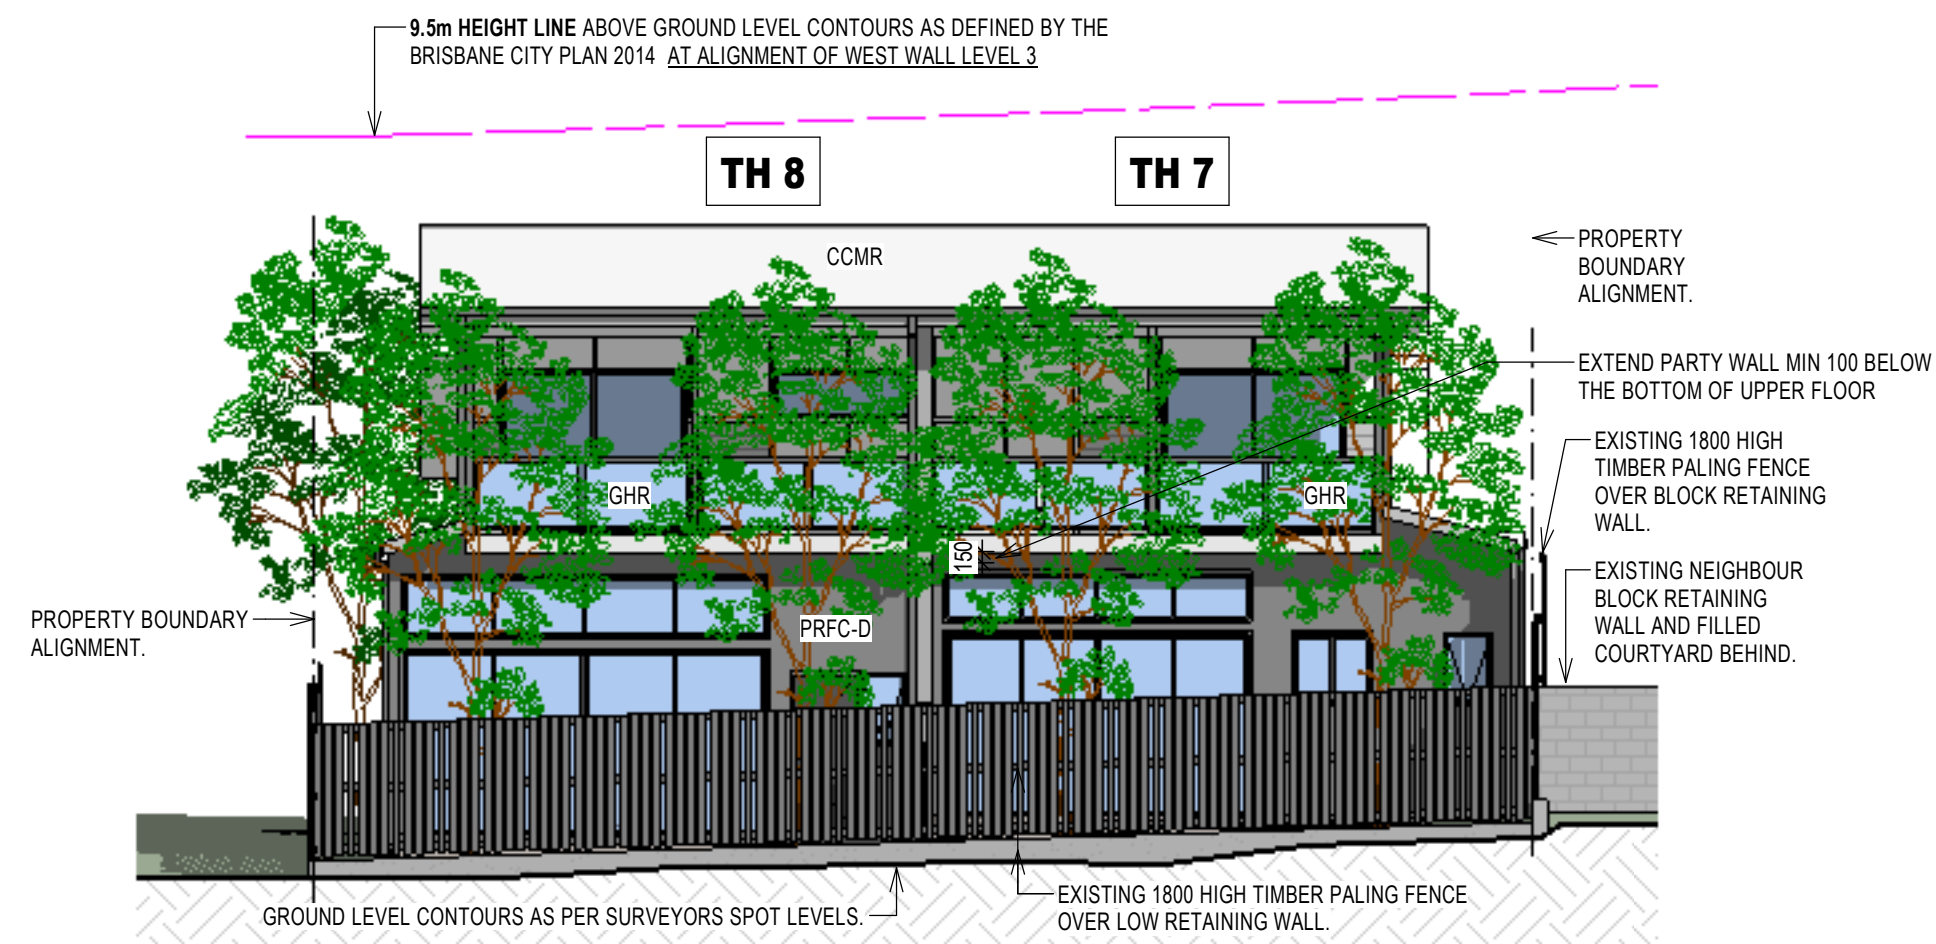 9.5m HEIGHT LINE ABOVE GROUND LEVEL CONTOURS AS DEFINED BY THE
BRISBANE CITY PLAN 2014 AT ALIGNMENT OF WEST WALL LEVEL 3
TH 8
TH 7
CCMR
PROPERTY
BOUNDARY
ALIGNMENT.
EXTEND PARTY WALL MIN 100 BELOW
THE BOTTOM OF UPPER FLOOR
EXISTING 1800 HIGH
TIMBER PALING FENCE
OVER BLOCK RETAINING
WALL.
GHR
GHR
150
EXISTING NEIGHBOUR
BLOCK RETAINING
WALL AND FILLED
COURTYARD BEHIND.
PROPERTY BOUNDARY
ALIGNMENT.
PRFC-D
EXISTING 1800 HIGH TIMBER PALING FENCE
OVER LOW RETAINING WALL.
GROUND LEVEL CONTOURS AS PER SURVEYORS SPOT LEVELS.